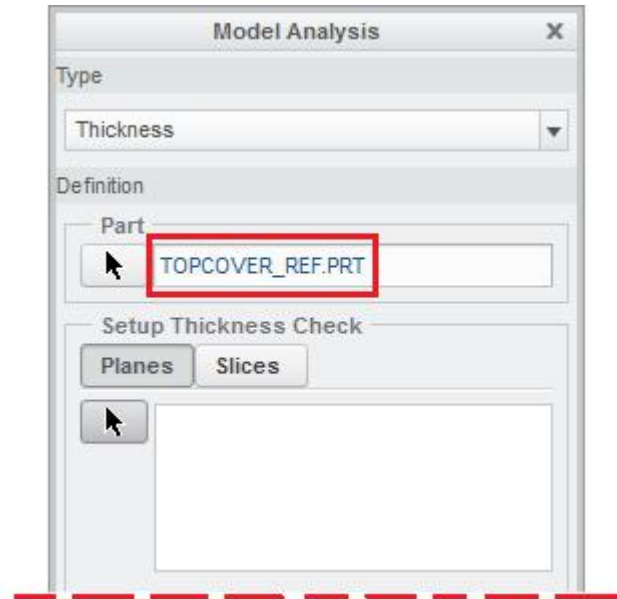 Model Analysis X
Type
Thickness
Definition
Part
TOPCOVER_REF.PRT
Setup Thickness Check
Planes Slices